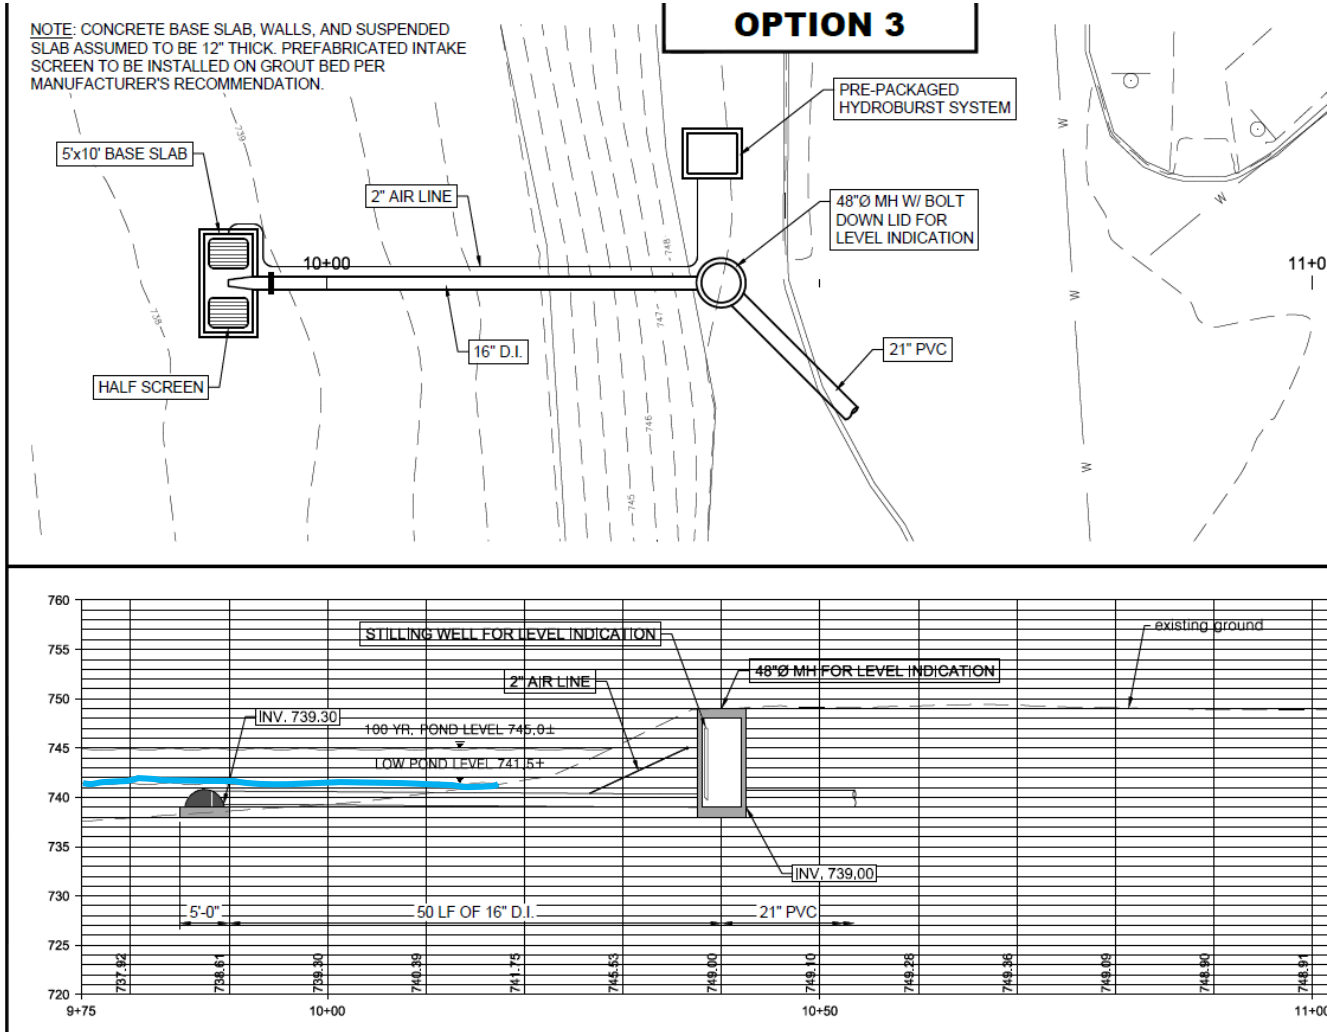 OPTION 3
NOTE: CONCRETE BASE SLAB, WALLS, AND SUSPENDED
SLAB ASSUMED TO BE 12" THICK. PREFABRICATED INTAKE
SCREEN TO BE INSTALLED ON GROUT BED PER
MANUFACTURER'S RECOMMENDATION.
PRE-PACKAGED
HYDROBURST SYSTEM
739
W
5'x10' BASE SLAB
2" AIR LINE
48"Ø MH W/ BOLT
DOWN LID FOR
LEVEL INDICATION
W
748
10+00
11+0
W
738
747
16" D.I.
21" PVC
HALF SCREEN
746
W
745
760
STILLING WELL FOR LEVEL INDICATION
existing ground
755
48"Ø MH FOR LEVEL INDICATION
2" AIR LINE
750
INV. 739.30
100 YR. POND LEVEL 745.0±
745
LOW POND LEVEL 741.5±
740
735
INV. 739.00
730
5'-0"
50 LF OF 16" D.I.
21" PVC
725
737.92
738.61
739.30
740.39
741.75
745.53
749.00
749.10
749.28
749.36
749.09
748.90
748.91
720
9+75
10+00
10+50
11+00